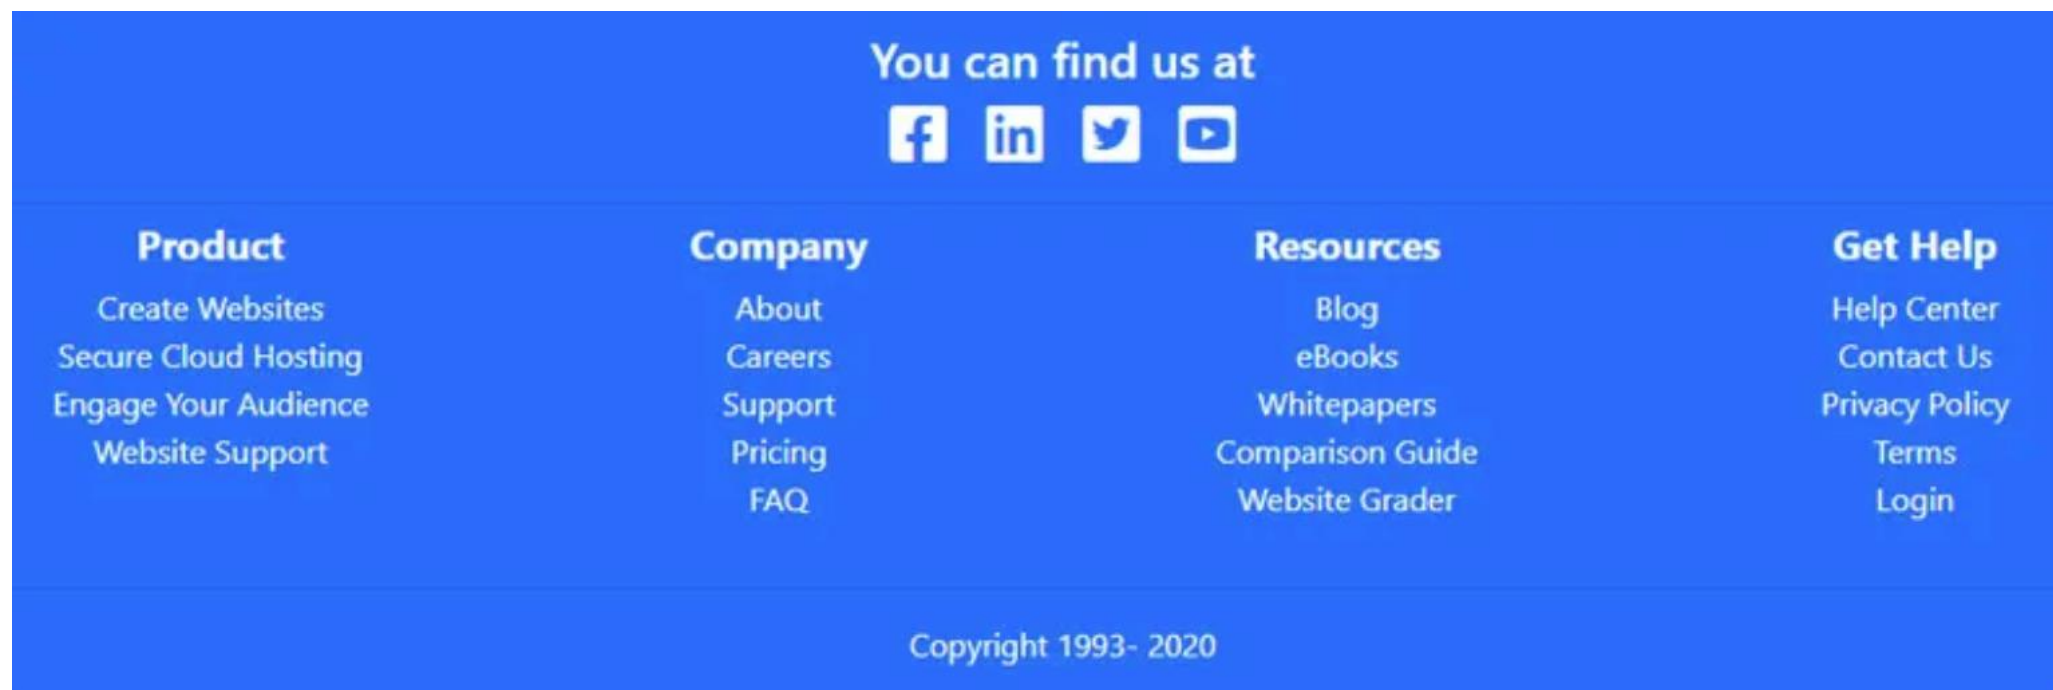 You can find us at
in
Product
Create Websites
Secure Cloud Hosting
Engage Your Audience
Website Support
Company
About
Careers
Support
Pricing
FAQ
Resources
Blog
eBooks
Whitepapers
Comparison Guide
Website Grader
Get Help
Help Center
Contact Us
Privacy Policy
Terms
Login
Copyright 1993- 2020